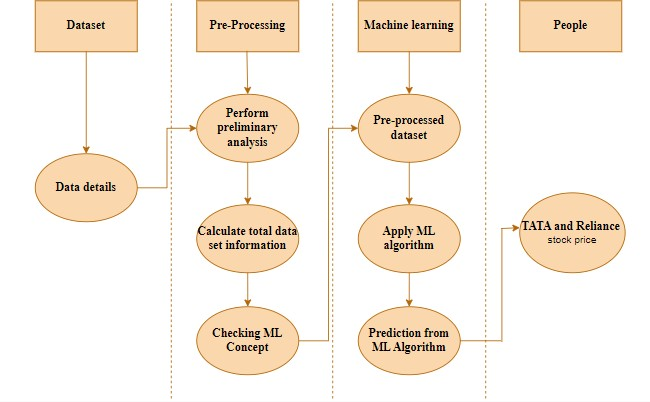 Dataset
Pre-Processing
Machine learning
People
Data details
Perform
preliminary
analysis
Calculate total data
set information
Checking ML
Concept
Pre-processed
dataset
Apply ML
algorithm
Prediction from
ML Algorithm
TATA and Reliance
stock price